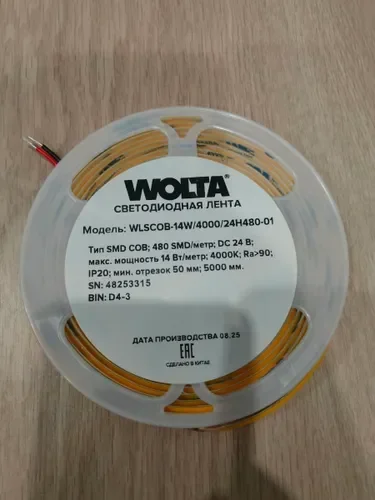 WOLTA®
СВЕТОДИОДНАЯ ЛЕНТА
Модель: WLSCOB-14W/4000/24H480-01
Тип SMD COB; 480 SMD/метр; DC 24 В;
макс. мощность 14 Вт/метр; 4000K; Ra>90;
IP20; мин. отрезок 50 мм; 5000 мм.
SN: 48253315
BIN: D4-3
ДАТА ПРОИЗВОДСТВА 08.25
EAC
СДЕЛАНО В КИТАЕ